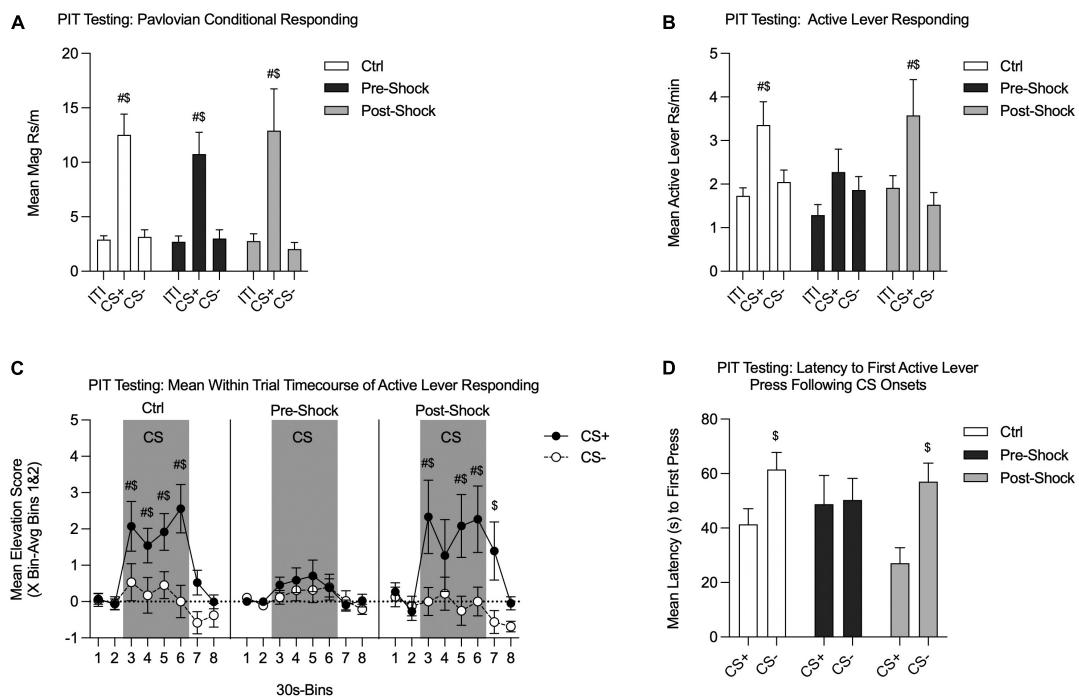 A
PIT Testing: Pavlovian Conditional Responding
Mean Mag Rs/m
20
15
10
5
0
#$
#$
#$
ITI
CS+
CS-
ITI
CS+
CS-
ITI
CS+
CS-
Ctrl
Pre-Shock
Post-Shock
B
PIT Testing: Active Lever Responding
Mean Active Lever Rs/min
5
4
3
2
1
0
#$
#$
ITI
CS+
CS-
ITI
CS+
CS-
ITI
CS+
CS-
Ctrl
Pre-Shock
Post-Shock
C
PIT Testing: Mean Within Trial Timecourse of Active Lever Responding
Ctrl
Pre-Shock
Post-Shock
CS
CS
CS
Mean Elevation Score
(X Bin-Avg Bins 1&2)
5
4
3
2
1
0
-1
#$
#$
#$
#$
#$
#$
#$
$
1 2 3 4 5 6 7 8
1 2 3 4 5 6 7 8
1 2 3 4 5 6 7 8
30s-Bins
CS+
CS-
D
PIT Testing: Latency to First Active Lever
Press Following CS Onsets
Mean Latency (s) to First Press
80
60
40
20
0
$
$
CS+
CS-
CS+
CS-
CS+
CS-
Ctrl
Pre-Shock
Post-Shock